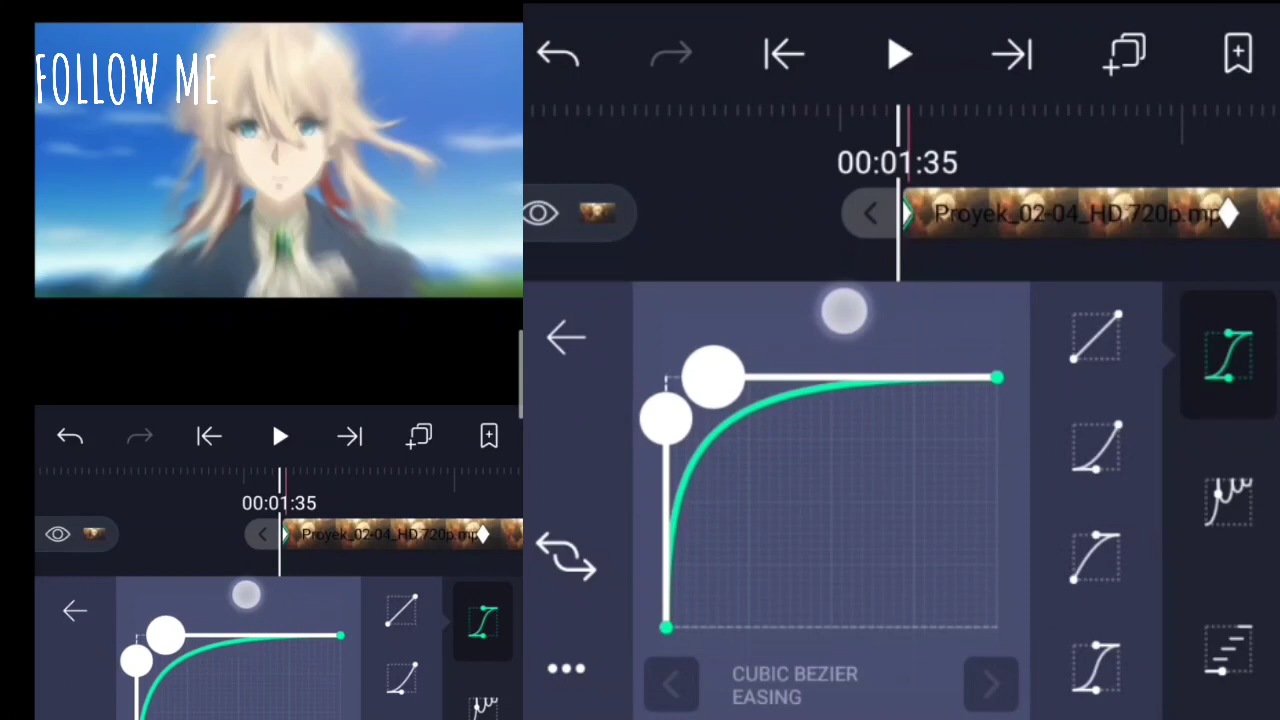 FOLLOW ME
00:01:35
Proyek_02-04_HD 720p.mp
00:01:35
Proyek_02-04_HD 720p.mp
CUBIC BEZIER
EASING